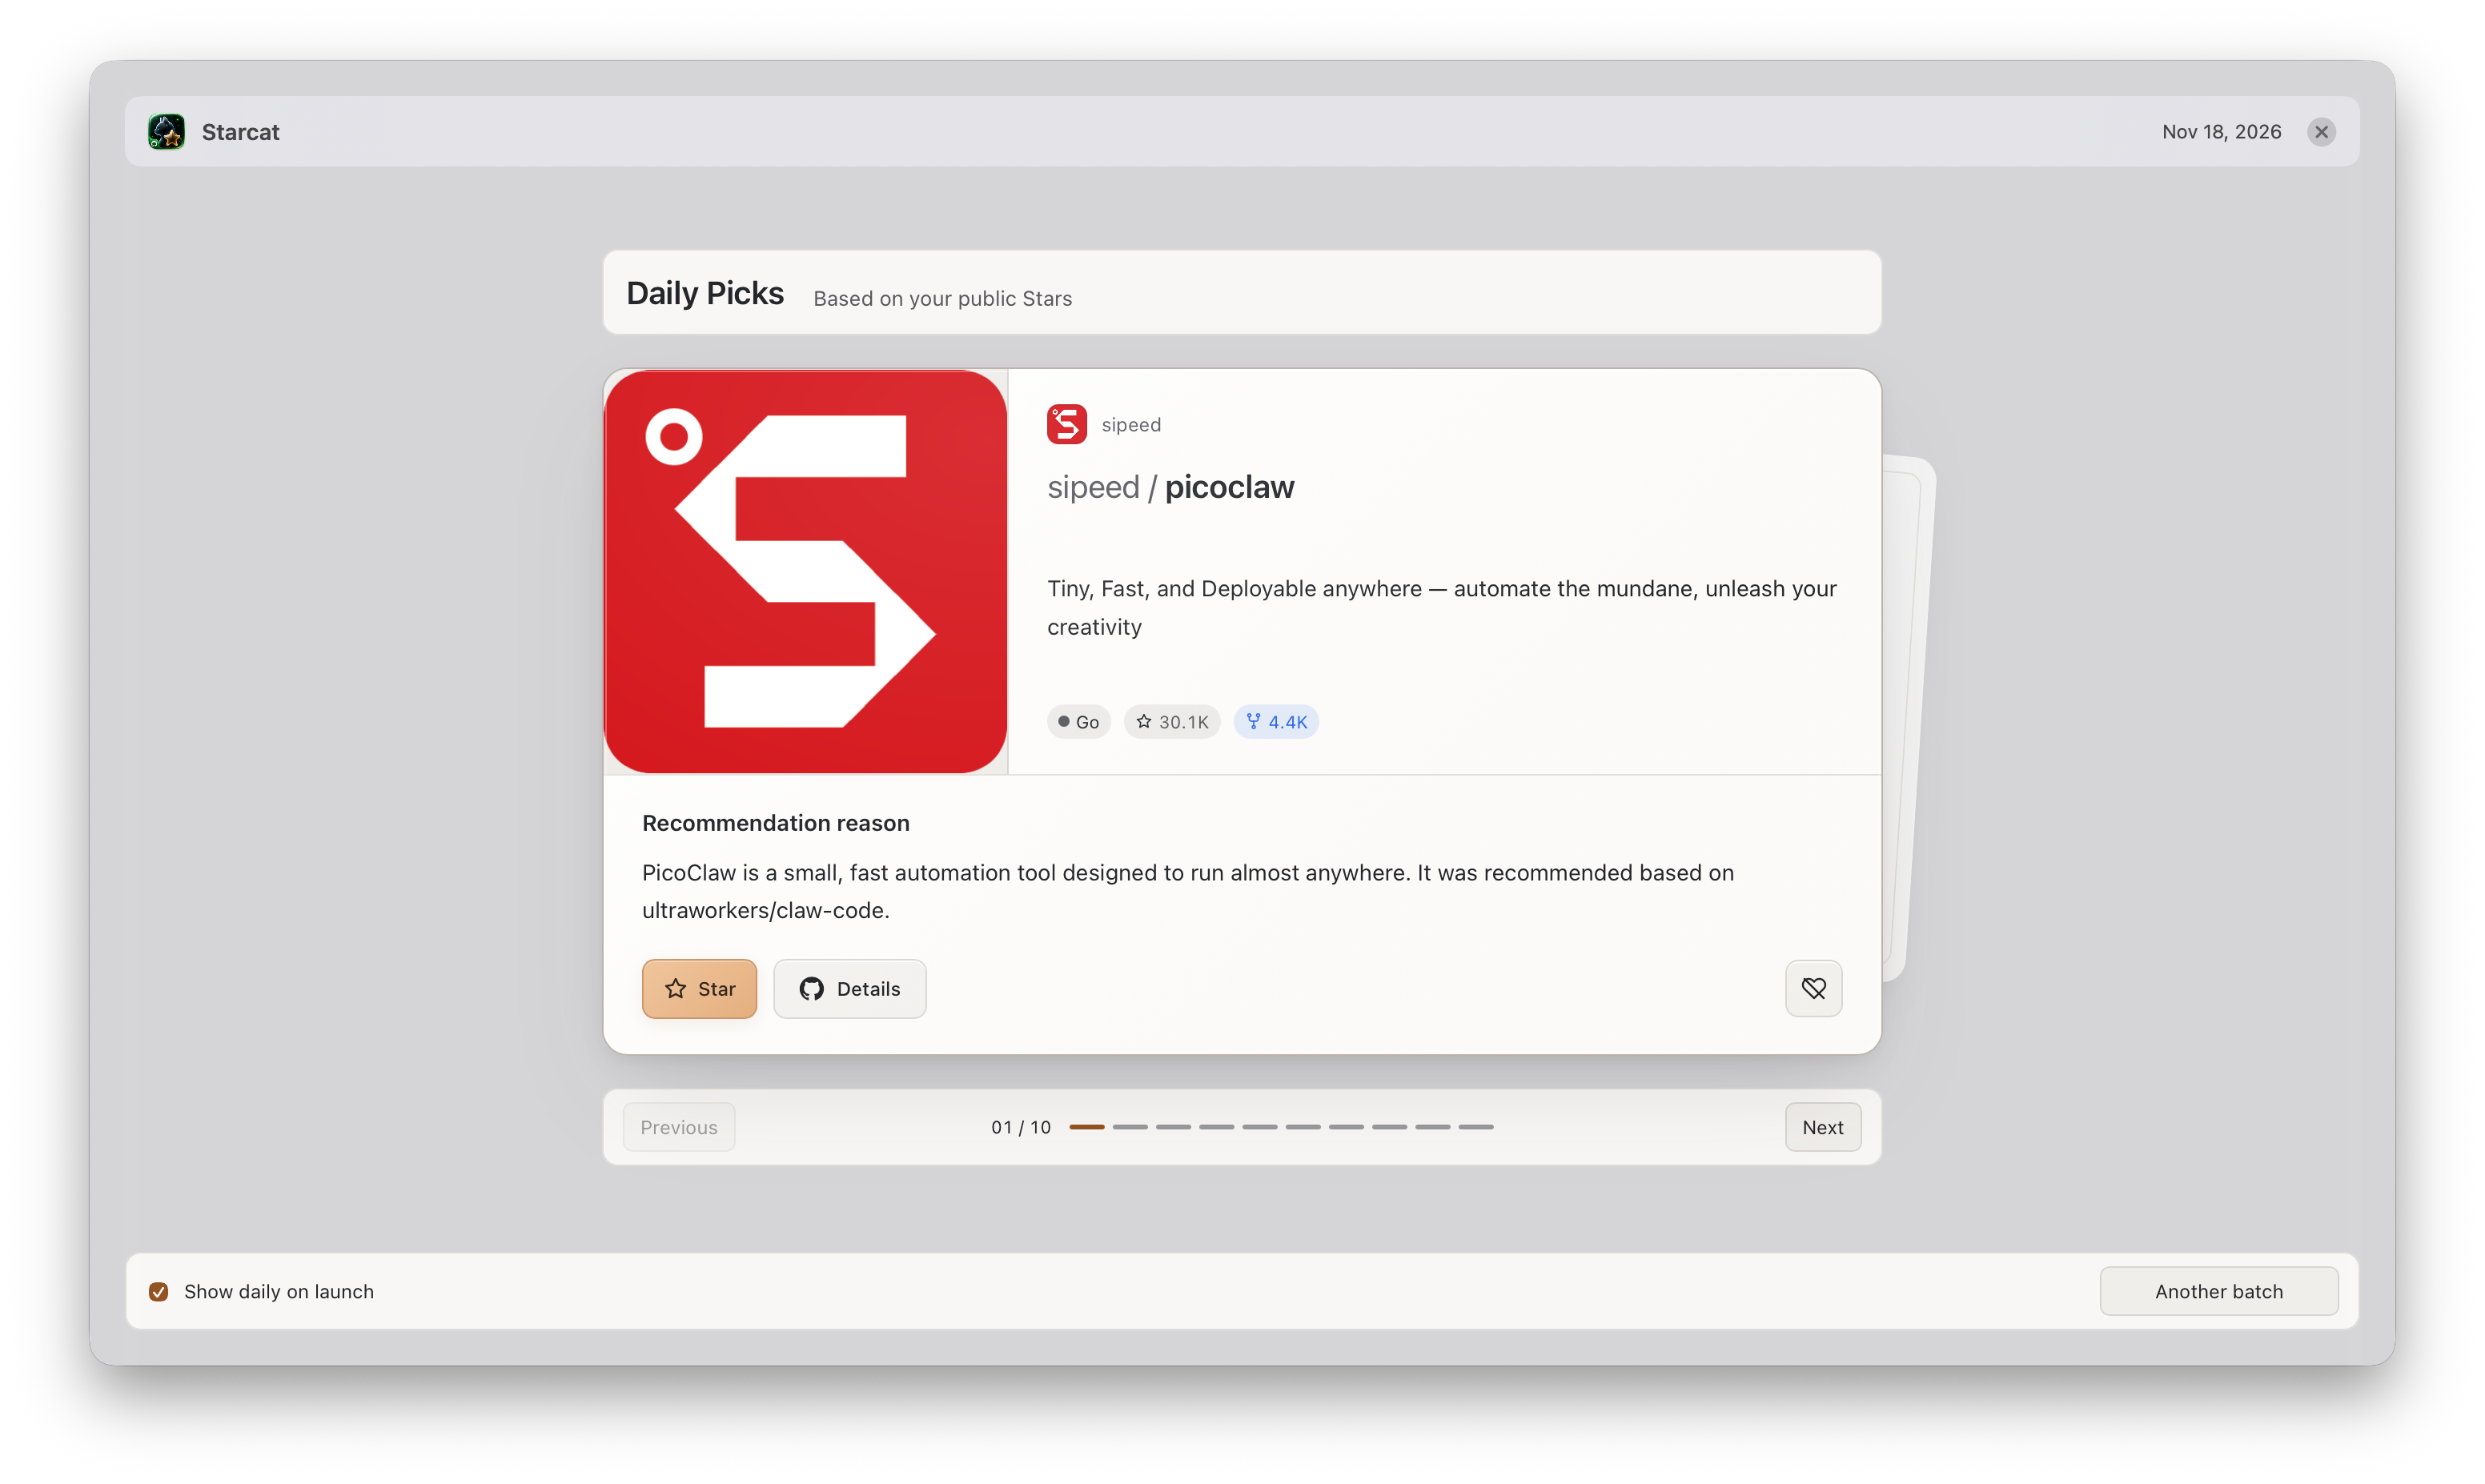 Starcat
Nov 18, 2026
Daily Picks
Based on your public Stars
sipeed
sipeed / picoclaw
Tiny, Fast, and Deployable anywhere — automate the mundane, unleash your
creativity
Go
30.1K
4.4K
Recommendation reason
PicoClaw is a small, fast automation tool designed to run almost anywhere. It was recommended based on
ultraworkers/claw-code.
Star
Details
Previous
01 / 10
Next
Show daily on launch
Another batch